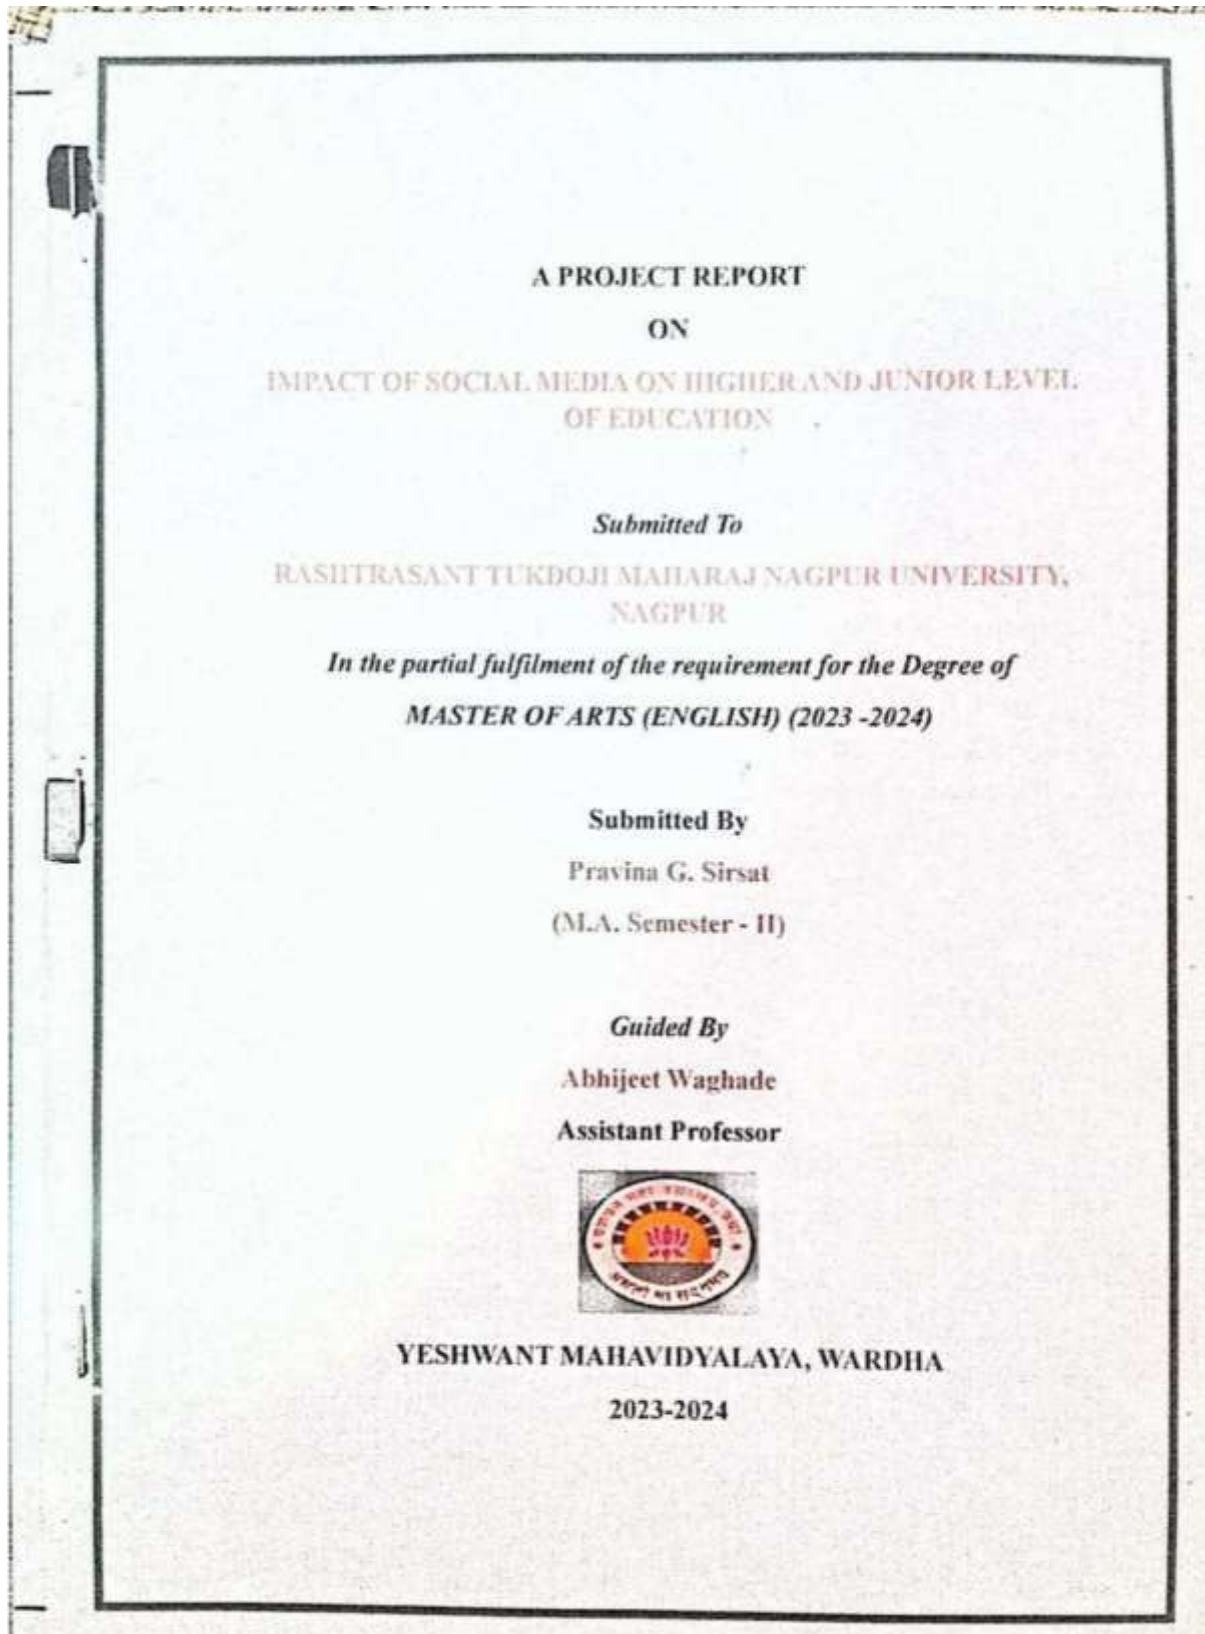 A PROJECT REPORT
ON
IMPACT OF SOCIAL MEDIA ON HIGHER AND JUNIOR LEVEL
OF EDUCATION
Submitted To
RASHTRASANT TUKDOJI MAHARAJ NAGPUR UNIVERSITY,
NAGPUR
In the partial fulfilment of the requirement for the Degree of
MASTER OF ARTS (ENGLISH) (2023 -2024)
Submitted By
Pravina G. Sirsat
(M.A. Semester - II)
Guided By
Abhijeet Waghade
Assistant Professor
YESHWANT MAHAVIDYALAYA, WARDHA
2023-2024